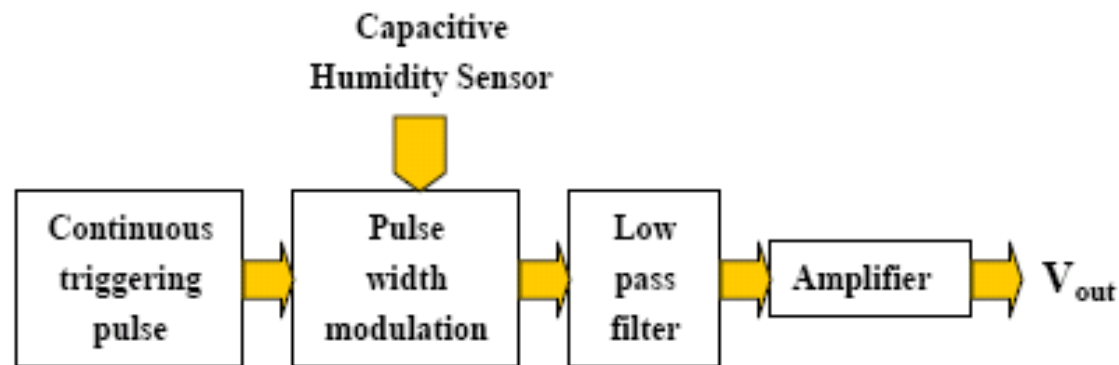 Capacitive
Humidity Sensor
Continuous
triggering
pulse
Pulse
width
modulation
Low
pass
filter
Amplifier
Vout